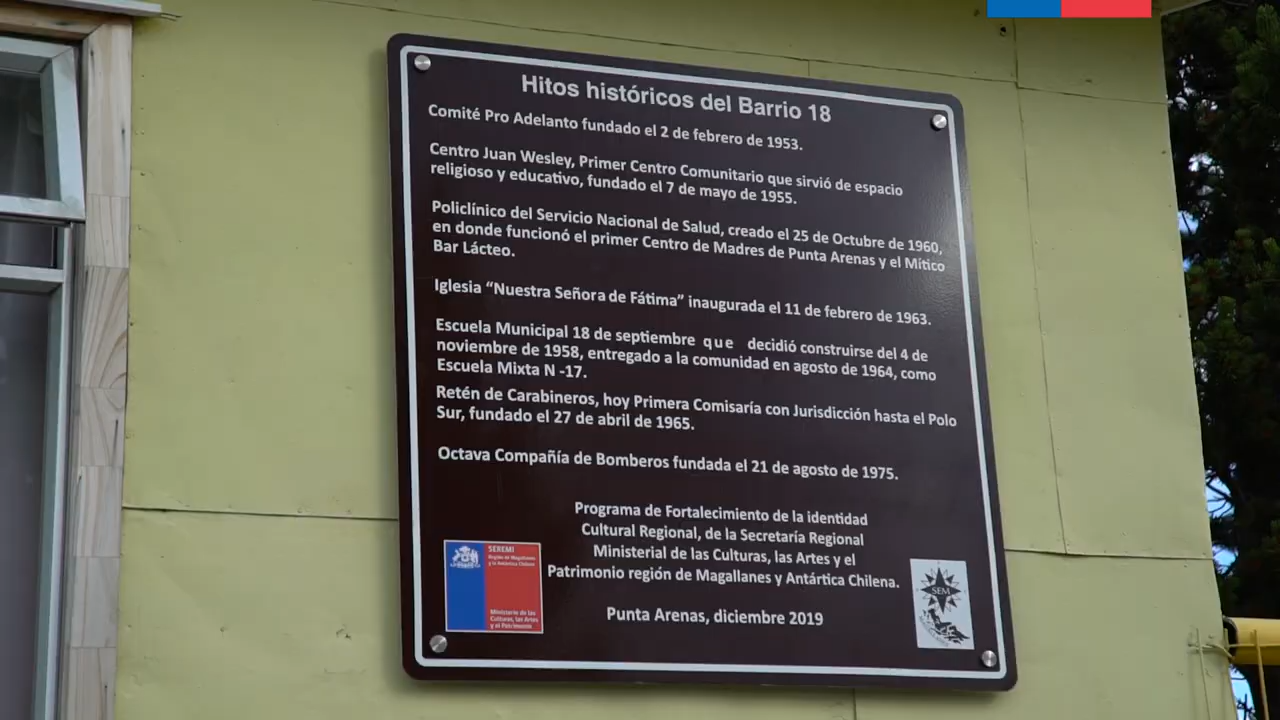 Hitos históricos del Barrio 18
Comité Pro Adelanto fundado el 2 de febrero de 1953.
Centro Juan Wesley, Primer Centro Comunitario que sirvió de espacio
religioso y educativo, fundado el 7 de mayo de 1955.
Policlínico del Servicio Nacional de Salud, creado el 25 de Octubre de 1960,
en donde funcionó el primer Centro de Madres de Punta Arenas y el Mítico
Bar Lácteo.
Iglesia “Nuestra Señora de Fátima” inaugurada el 11 de febrero de 1963.
Escuela Municipal 18 de septiembre que decidió construirse del 4 de
noviembre de 1958, entregado a la comunidad en agosto de 1964, como
Escuela Mixta N -17.
Retén de Carabineros, hoy Primera Comisaría con Jurisdicción hasta el Polo
Sur, fundado el 27 de abril de 1965.
Octava Compañía de Bomberos fundada el 21 de agosto de 1975.
Programa de Fortalecimiento de la identidad
Cultural Regional, de la Secretaría Regional
Ministerial de las Culturas, las Artes y el
Patrimonio región de Magallanes y Antártica Chilena.
Punta Arenas, diciembre 2019
SEREMI
Región de Magallanes
y la Antártica Chilena
Ministerio de las
Culturas, las Artes
y el Patrimonio
SEM